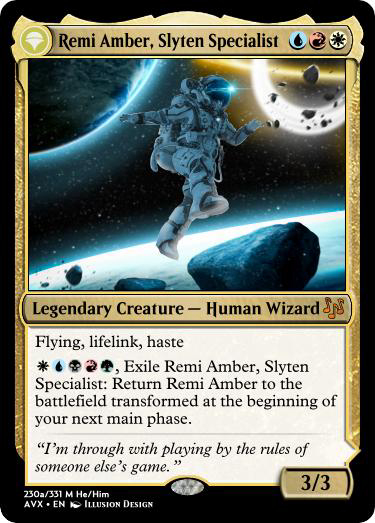 Remi Amber, Slyten Specialist
Legendary Creature — Human Wizard
Flying, lifelink, haste
, Exile Remi Amber, Slyten
Specialist: Return Remi Amber to the
battlefield transformed at the beginning of
your next main phase.
“I’m through with playing by the rules of
someone else’s game.”
3/3
230a/331 M He/Him
AVX • EN Illusion Design